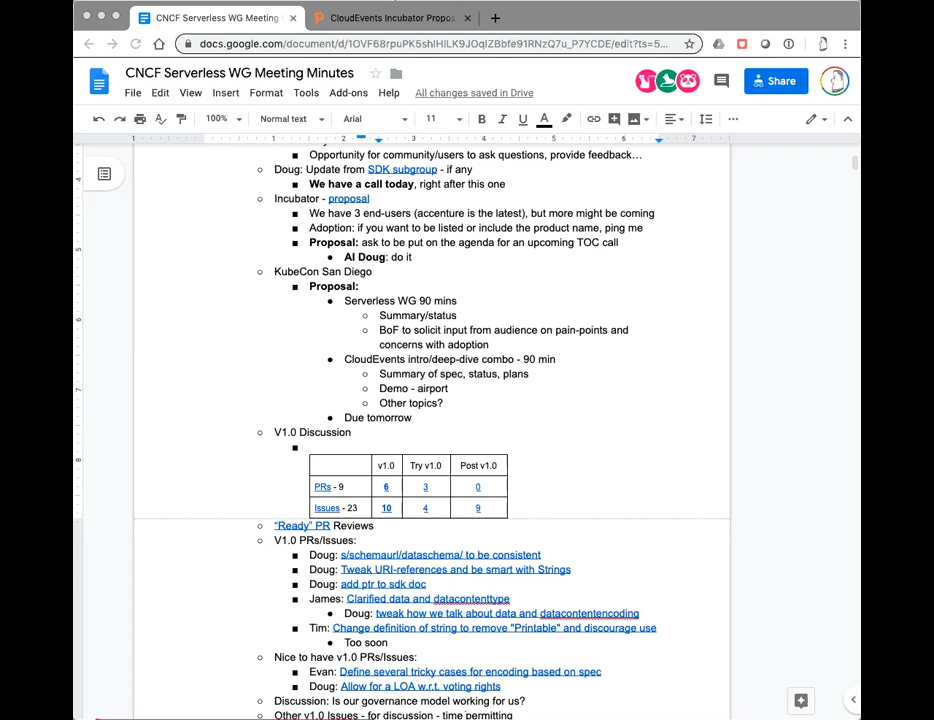 CNCF Serverless WG Meeting
CloudEvents Incubator Propos
CNCF Serverless WG Meeting Minutes
File Edit View Insert Format Tools Add-ons Help All changes saved in Drive
Share
100% Normal text Arial 11
1 1 2 3 4 5 6 7
Opportunity for community/users to ask questions, provide feedback…
Doug: Update from SDK subgroup - if any
We have a call today, right after this one
Incubator - proposal
We have 3 end-users (accenture is the latest), but more might be coming
Adoption: if you want to be listed or include the product name, ping me
Proposal: ask to be put on the agenda for an upcoming TOC call
AI Doug: do it
KubeCon San Diego
Proposal:
Serverless WG 90 mins
Summary/status
BoF to solicit input from audience on pain-points and
concerns with adoption
CloudEvents intro/deep-dive combo - 90 min
Summary of spec, status, plans
Demo - airport
Other topics?
Due tomorrow
V1.0 Discussion
v1.0 Try v1.0 Post v1.0
PRs - 9 6 3 0
Issues - 23 10 4 9
"Ready" PR Reviews
V1.0 PRs/Issues:
Doug: s/schemaurl/dataschema/ to be consistent
Doug: Tweak URI-references and be smart with Strings
Doug: add ptr to sdk doc
James: Clarified data and datacontenttype
Doug: tweak how we talk about data and datacontentencoding
Tim: Change definition of string to remove "Printable" and discourage use
Too soon
Nice to have v1.0 PRs/Issues:
Evan: Define several tricky cases for encoding based on spec
Doug: Allow for a LOA w.r.t. voting rights
Discussion: Is our governance model working for us?
Other v1.0 Issues - for discussion - time permitting